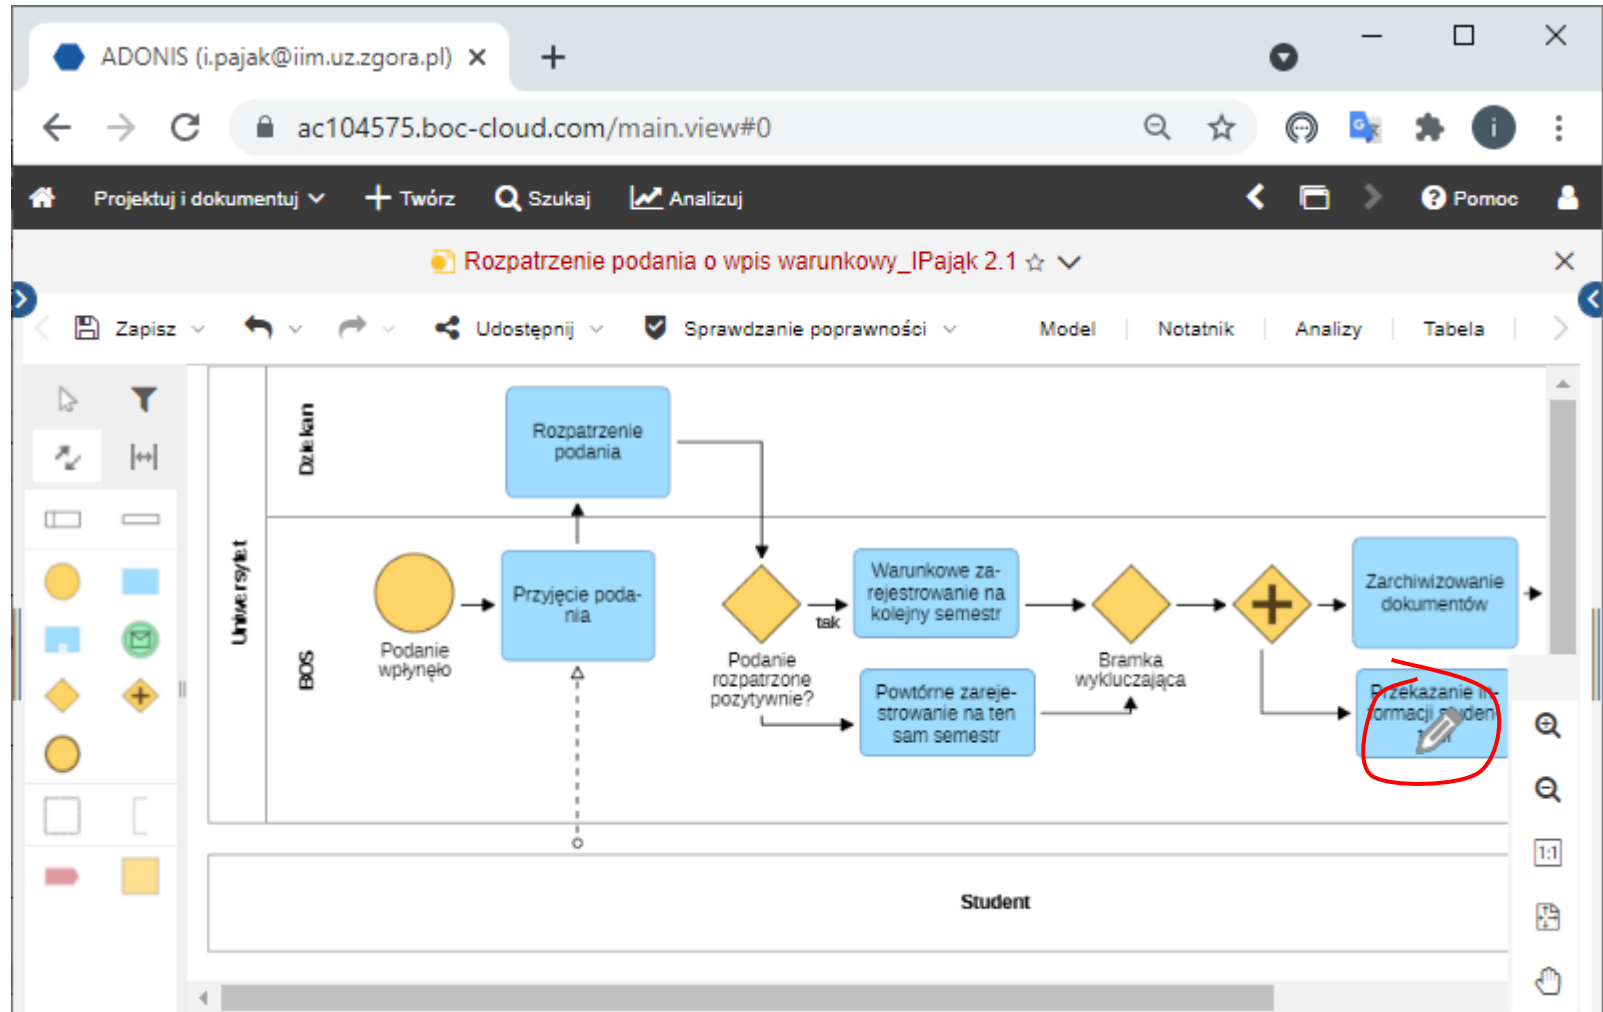 ADONIS (i.pajak@iim.uz.zgora.pl)
ac104575.boc-cloud.com/main.view#0
i
Projektuj i dokumentuj
Twórz
Szukaj
Analizuj
Pomoc
Rozpatrzenie podania o wpis warunkowy_IPająk 2.1
Zapisz
Udostępnij
Sprawdzanie poprawności
Model
Notatnik
Analizy
Tabela
Dziekan
Rozpatrzenie
podania
Uniwersytet
BOS
Podanie
wpłynęło
Przyjęcie poda-
nia
Podanie
rozpatrzone
pozytywnie?
tak
Warunkowe za-
rejestrowanie na
kolejny semestr
Powtórne zareje-
strowanie na ten
sam semestr
Bramka
wykluczająca
Zarchiwizowanie
dokumentów
Przekazanie in-
formacji studen-
Student
1:1